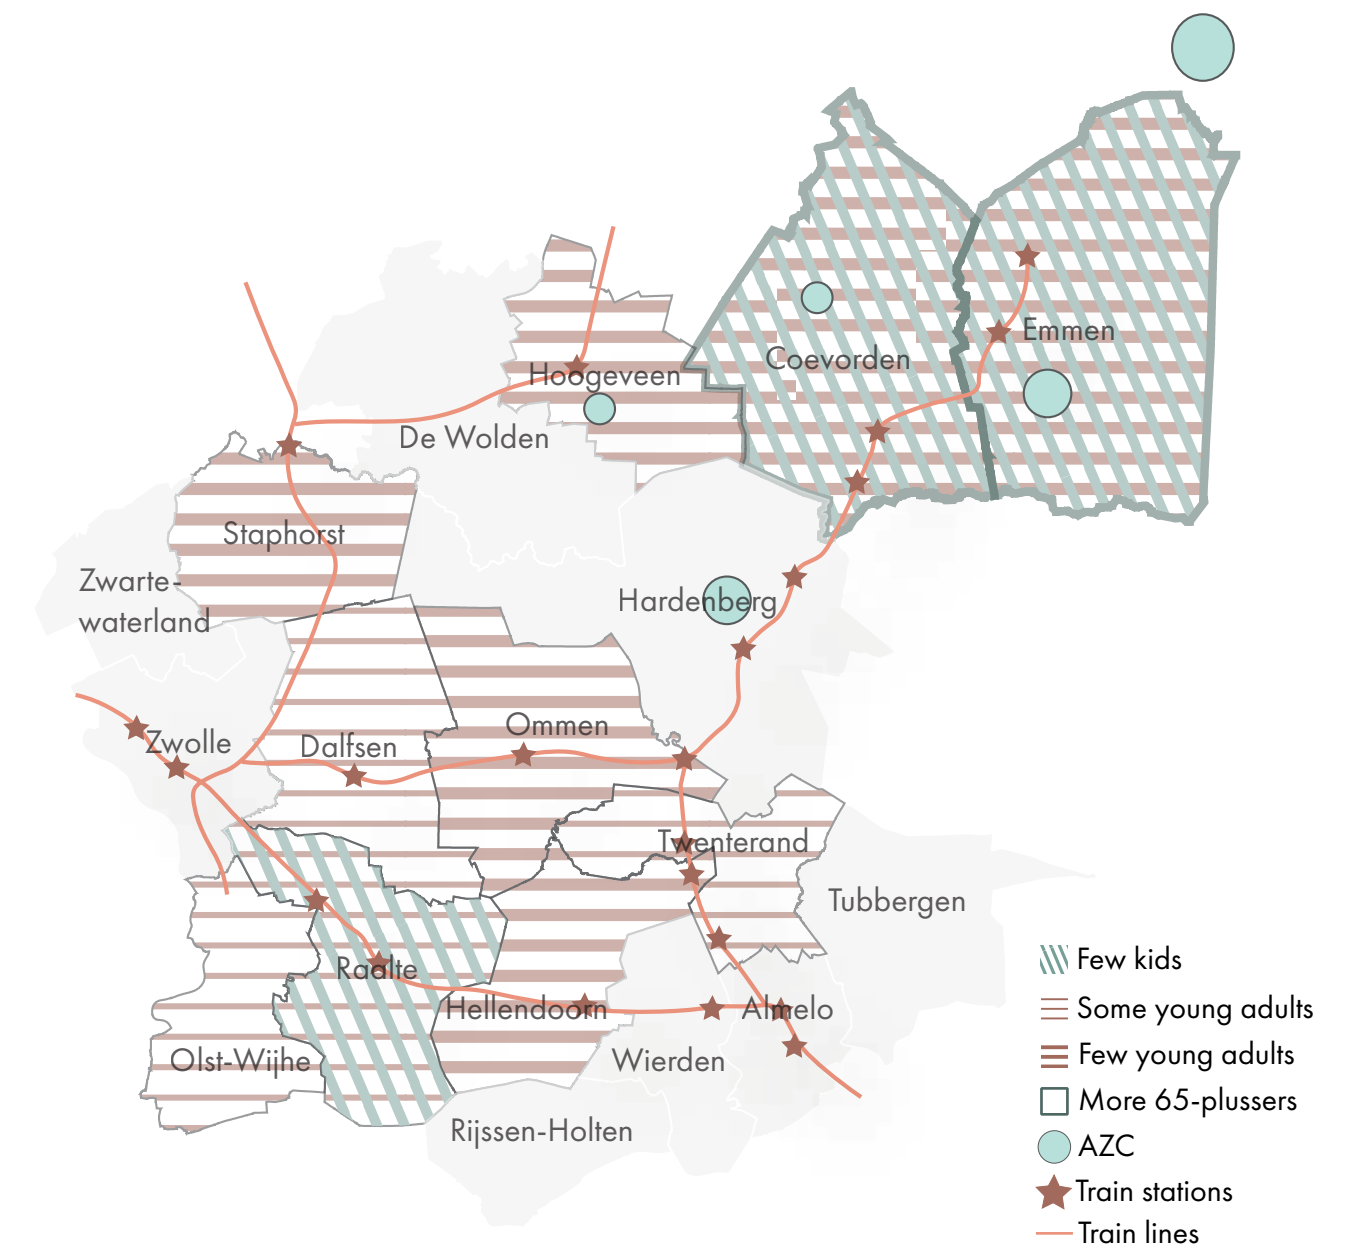 Emmen
Coevorden
Hoogeveen
De Wolden
Staphorst
Zwarte-
waterland
Hardenberg
Ommen
Zwolle
Dalfsen
Twenterand
Tubbergen
Raalte
Hellendoorn
Almelo
Olst-Wijhe
Wierden
Rijssen-Holten
Few kids
Some young adults
Few young adults
More 65-plussers
AZC
Train stations
Train lines